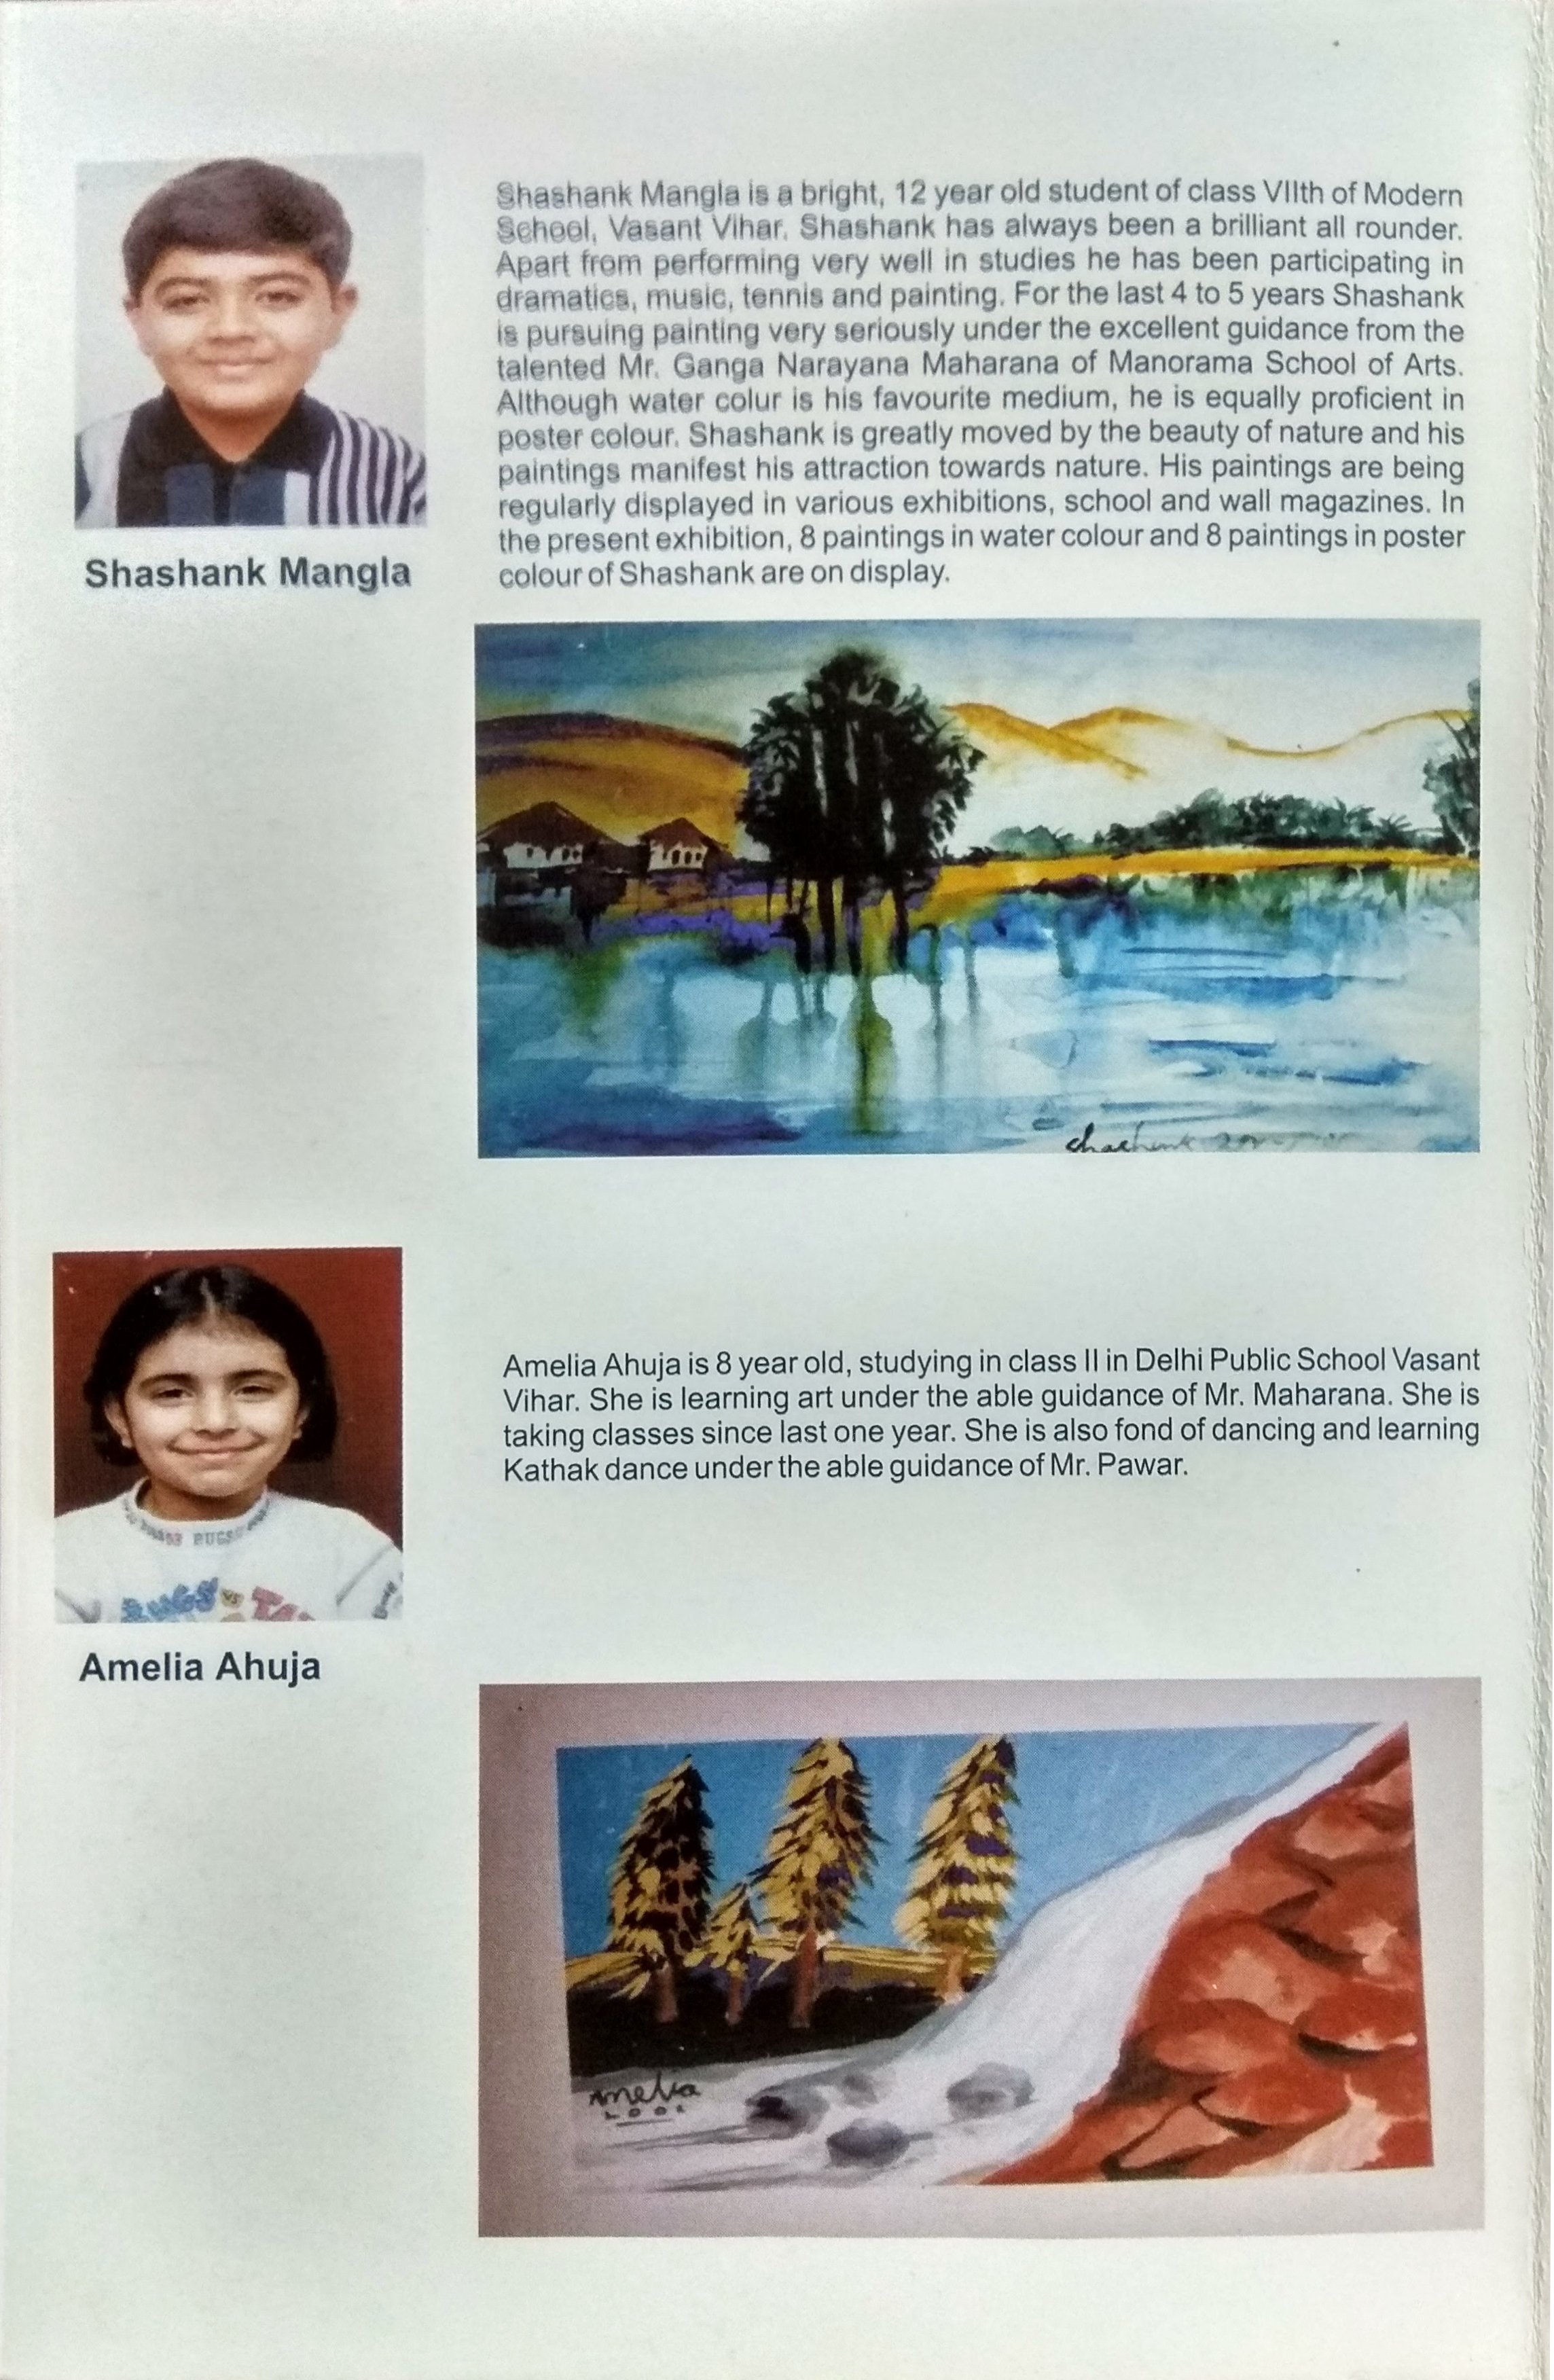 Shashank Mangla is a bright, 12 year old student of class VIIth of Modern
School, Vasant Vihar. Shashank has always been a brilliant all rounder.
Apart from performing very well in studies he has been participating in
dramatics, music, tennis and painting. For the last 4 to 5 years Shashank
is pursuing painting very seriously under the excellent guidance from the
talented Mr. Ganga Narayana Maharana of Manorama School of Arts.
Although water colur is his favourite medium, he is equally proficient in
poster colour. Shashank is greatly moved by the beauty of nature and his
paintings manifest his attraction towards nature. His paintings are being
regularly displayed in various exhibitions, school and wall magazines. In
the present exhibition, 8 paintings in water colour and 8 paintings in poster
colour of Shashank are on display.
Shashank Mangla
Shashank
Amelia Ahuja is 8 year old, studying in class II in Delhi Public School Vasant
Vihar. She is learning art under the able guidance of Mr. Maharana. She is
taking classes since last one year. She is also fond of dancing and learning
Kathak dance under the able guidance of Mr. Pawar.
BUGS
BUGS VS
Amelia Ahuja
Amelia